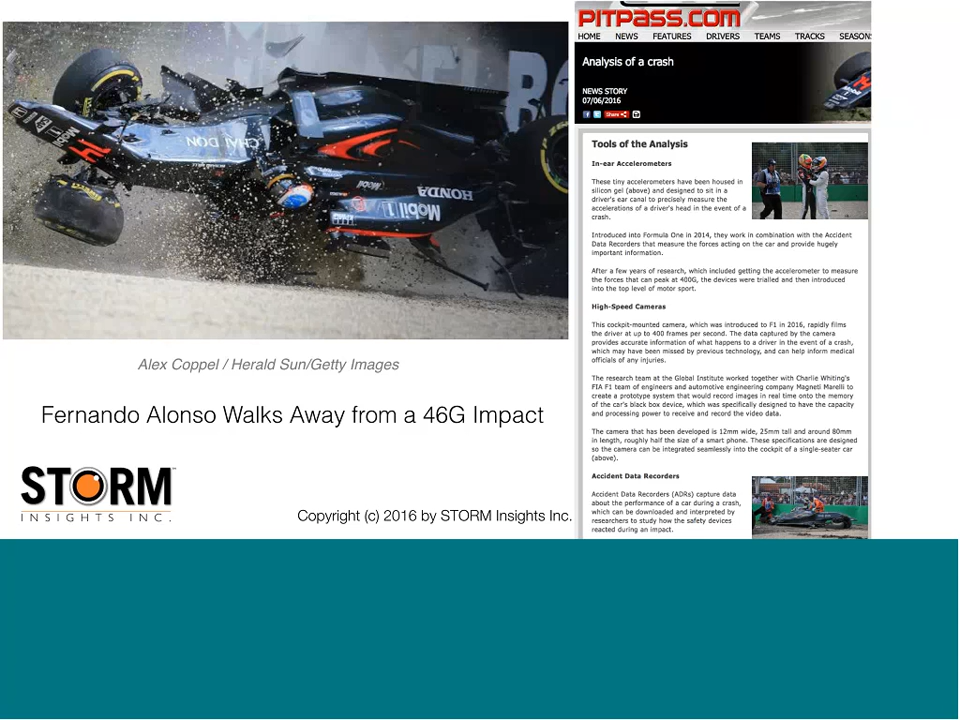 CHANDON
Mobil
HONDA
Mobil 1
Alex Coppel / Herald Sun/Getty Images
Fernando Alonso Walks Away from a 46G Impact
STORM
INSIGHTS INC.
Copyright (c) 2016 by STORM Insights Inc.
PITPASS.COM
HOME NEWS FEATURES DRIVERS TEAMS TRACKS SEASONS
Analysis of a crash
NEWS STORY
07/06/2016
Share
Tools of the Analysis
In-ear Accelerometers
These tiny accelerometers have been housed in
silicon gel (above) and designed to sit in a
driver's ear canal to precisely measure the
accelerations of a driver's head in the event of a
crash.
Introduced into Formula One in 2014, they work in combination with the Accident
Data Recorders that measure the forces acting on the car and provide hugely
important information.
After a few years of research, which included getting the accelerometer to measure
the forces that can peak at 400G, the devices were trialled and then introduced
into the top level of motor sport.
High-Speed Cameras
This cockpit-mounted camera, which was introduced to F1 in 2016, rapidly films
the driver at up to 400 frames per second. The data captured by the camera
provides accurate information of what happens to a driver in the event of a crash,
which may have been missed by previous technology, and can help inform medical
officials of any injuries.
The research team at the Global Institute worked together with Charlie Whiting's
FIA F1 team of engineers and automotive engineering company Magneti Marelli to
create a prototype system that would record images in real time onto the memory
of the car's black box device, which was specifically designed to have the capacity
and processing power to receive and record the video data.
The camera that has been developed is 12mm wide, 25mm tall and around 80mm
in length, roughly half the size of a smart phone. These specifications are designed
so the camera can be integrated seamlessly into the cockpit of a single-seater car
(above).
Accident Data Recorders
Accident Data Recorders (ADRs) capture data
about the performance of a car during a crash,
which can be downloaded and interpreted by
researchers to study how the safety devices
reacted during an impact.